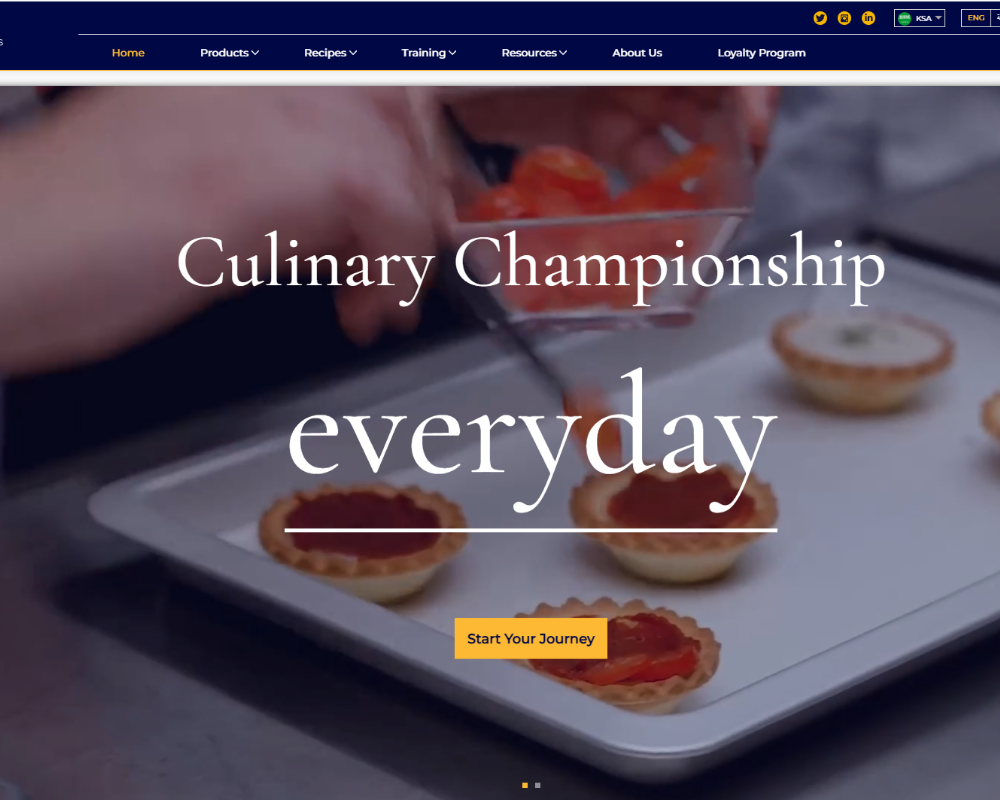 KSA
ENG
Home
Products
Recipes
Training
Resources
About Us
Loyalty Program
Culinary Championship
everyday
Start Your Journey